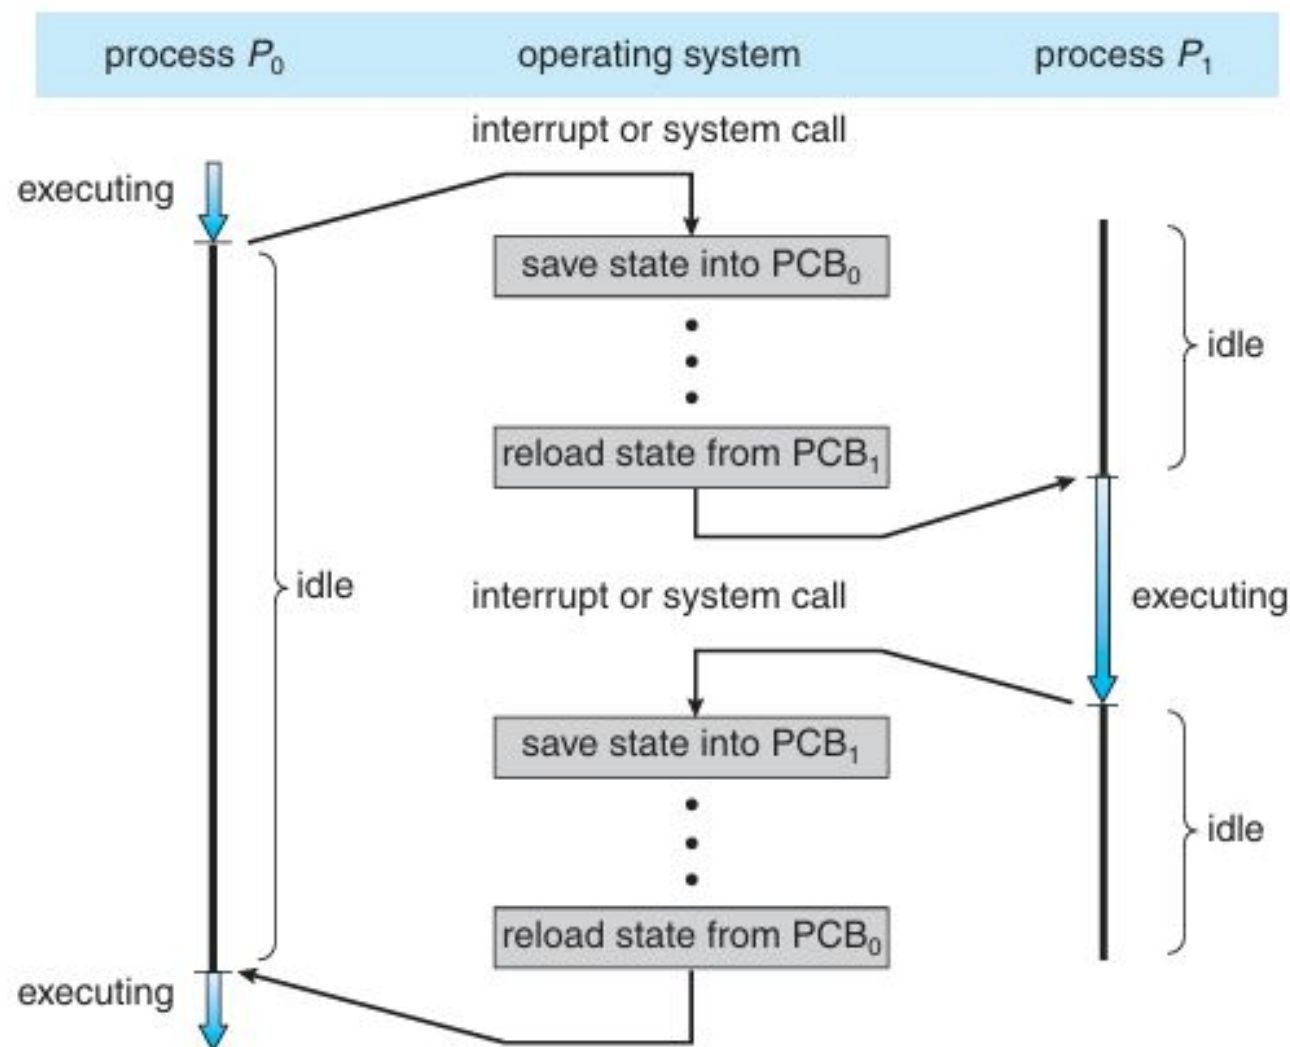 process P₀ operating system process P₁
interrupt or system call
executing
save state into PCB₀
idle
reload state from PCB₁
idle
interrupt or system call
executing
save state into PCB₁
idle
reload state from PCB₀
executing